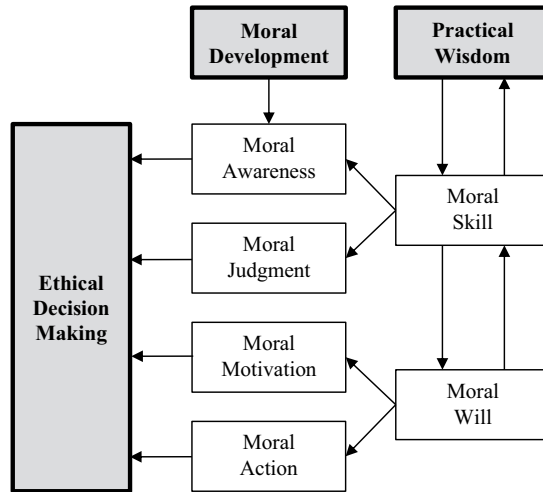 Moral
Development
Practical
Wisdom
Moral
Awareness
Moral
Skill
Moral
Judgment
Ethical
Decision
Making
Moral
Motivation
Moral
Will
Moral
Action